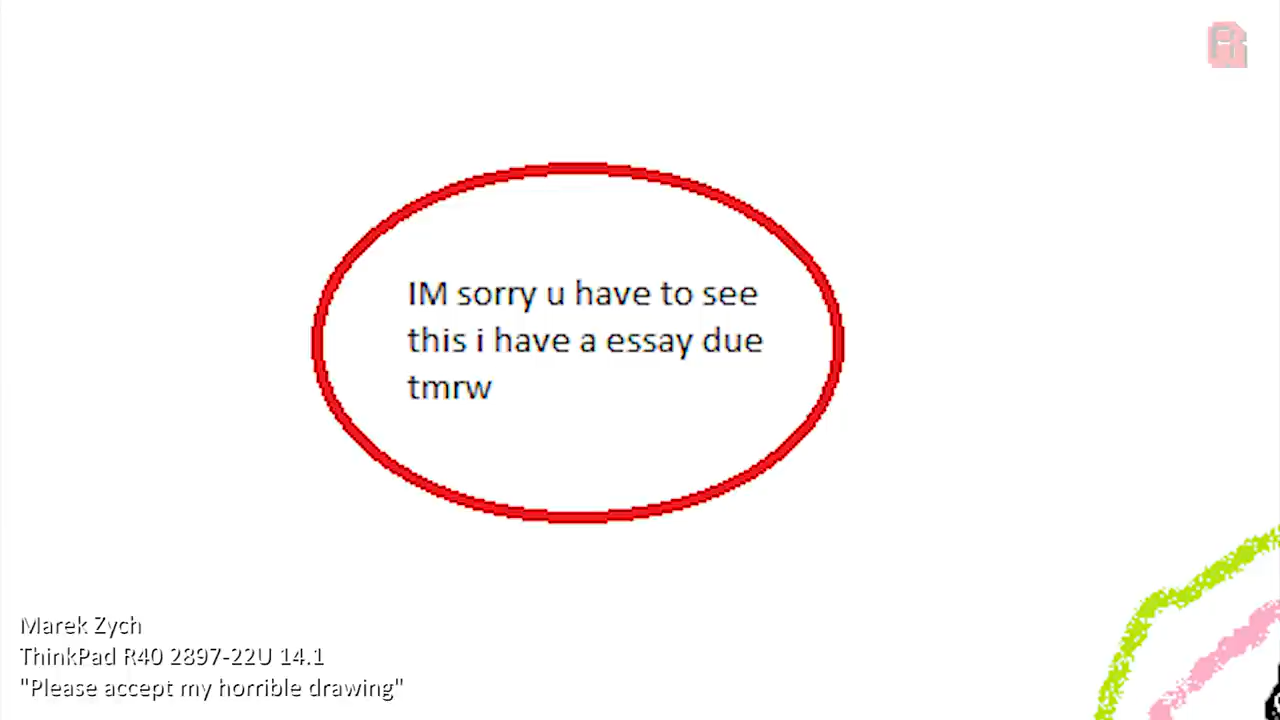 IM sorry u have to see
this i have a essay due
tmrw
Marek Zych
ThinkPad R40 2897-22U 14.1
"Please accept my horrible drawing"